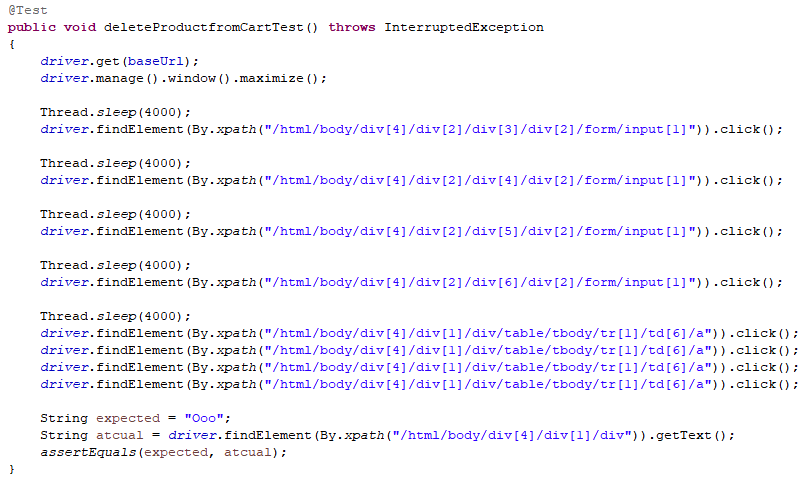 @Test
public void deleteProductfromCartTest() throws InterruptedException
{
    driver.get(baseUrl);
    driver.manage().window().maximize();

    Thread.sleep(4000);
    driver.findElement(By.xpath("/html/body/div[4]/div[2]/div[3]/div[2]/form/input[1]")).click();

    Thread.sleep(4000);
    driver.findElement(By.xpath("/html/body/div[4]/div[2]/div[4]/div[2]/form/input[1]")).click();

    Thread.sleep(4000);
    driver.findElement(By.xpath("/html/body/div[4]/div[2]/div[5]/div[2]/form/input[1]")).click();

    Thread.sleep(4000);
    driver.findElement(By.xpath("/html/body/div[4]/div[2]/div[6]/div[2]/form/input[1]")).click();

    Thread.sleep(4000);
    driver.findElement(By.xpath("/html/body/div[4]/div[1]/div/table/tbody/tr[1]/td[6]/a")).click();
    driver.findElement(By.xpath("/html/body/div[4]/div[1]/div/table/tbody/tr[1]/td[6]/a")).click();
    driver.findElement(By.xpath("/html/body/div[4]/div[1]/div/table/tbody/tr[1]/td[6]/a")).click();
    driver.findElement(By.xpath("/html/body/div[4]/div[1]/div/table/tbody/tr[1]/td[6]/a")).click();

    String expected = "Ooo";
    String atcual = driver.findElement(By.xpath("/html/body/div[4]/div[1]/div")).getText();
    assertEquals(expected, atcual);
}